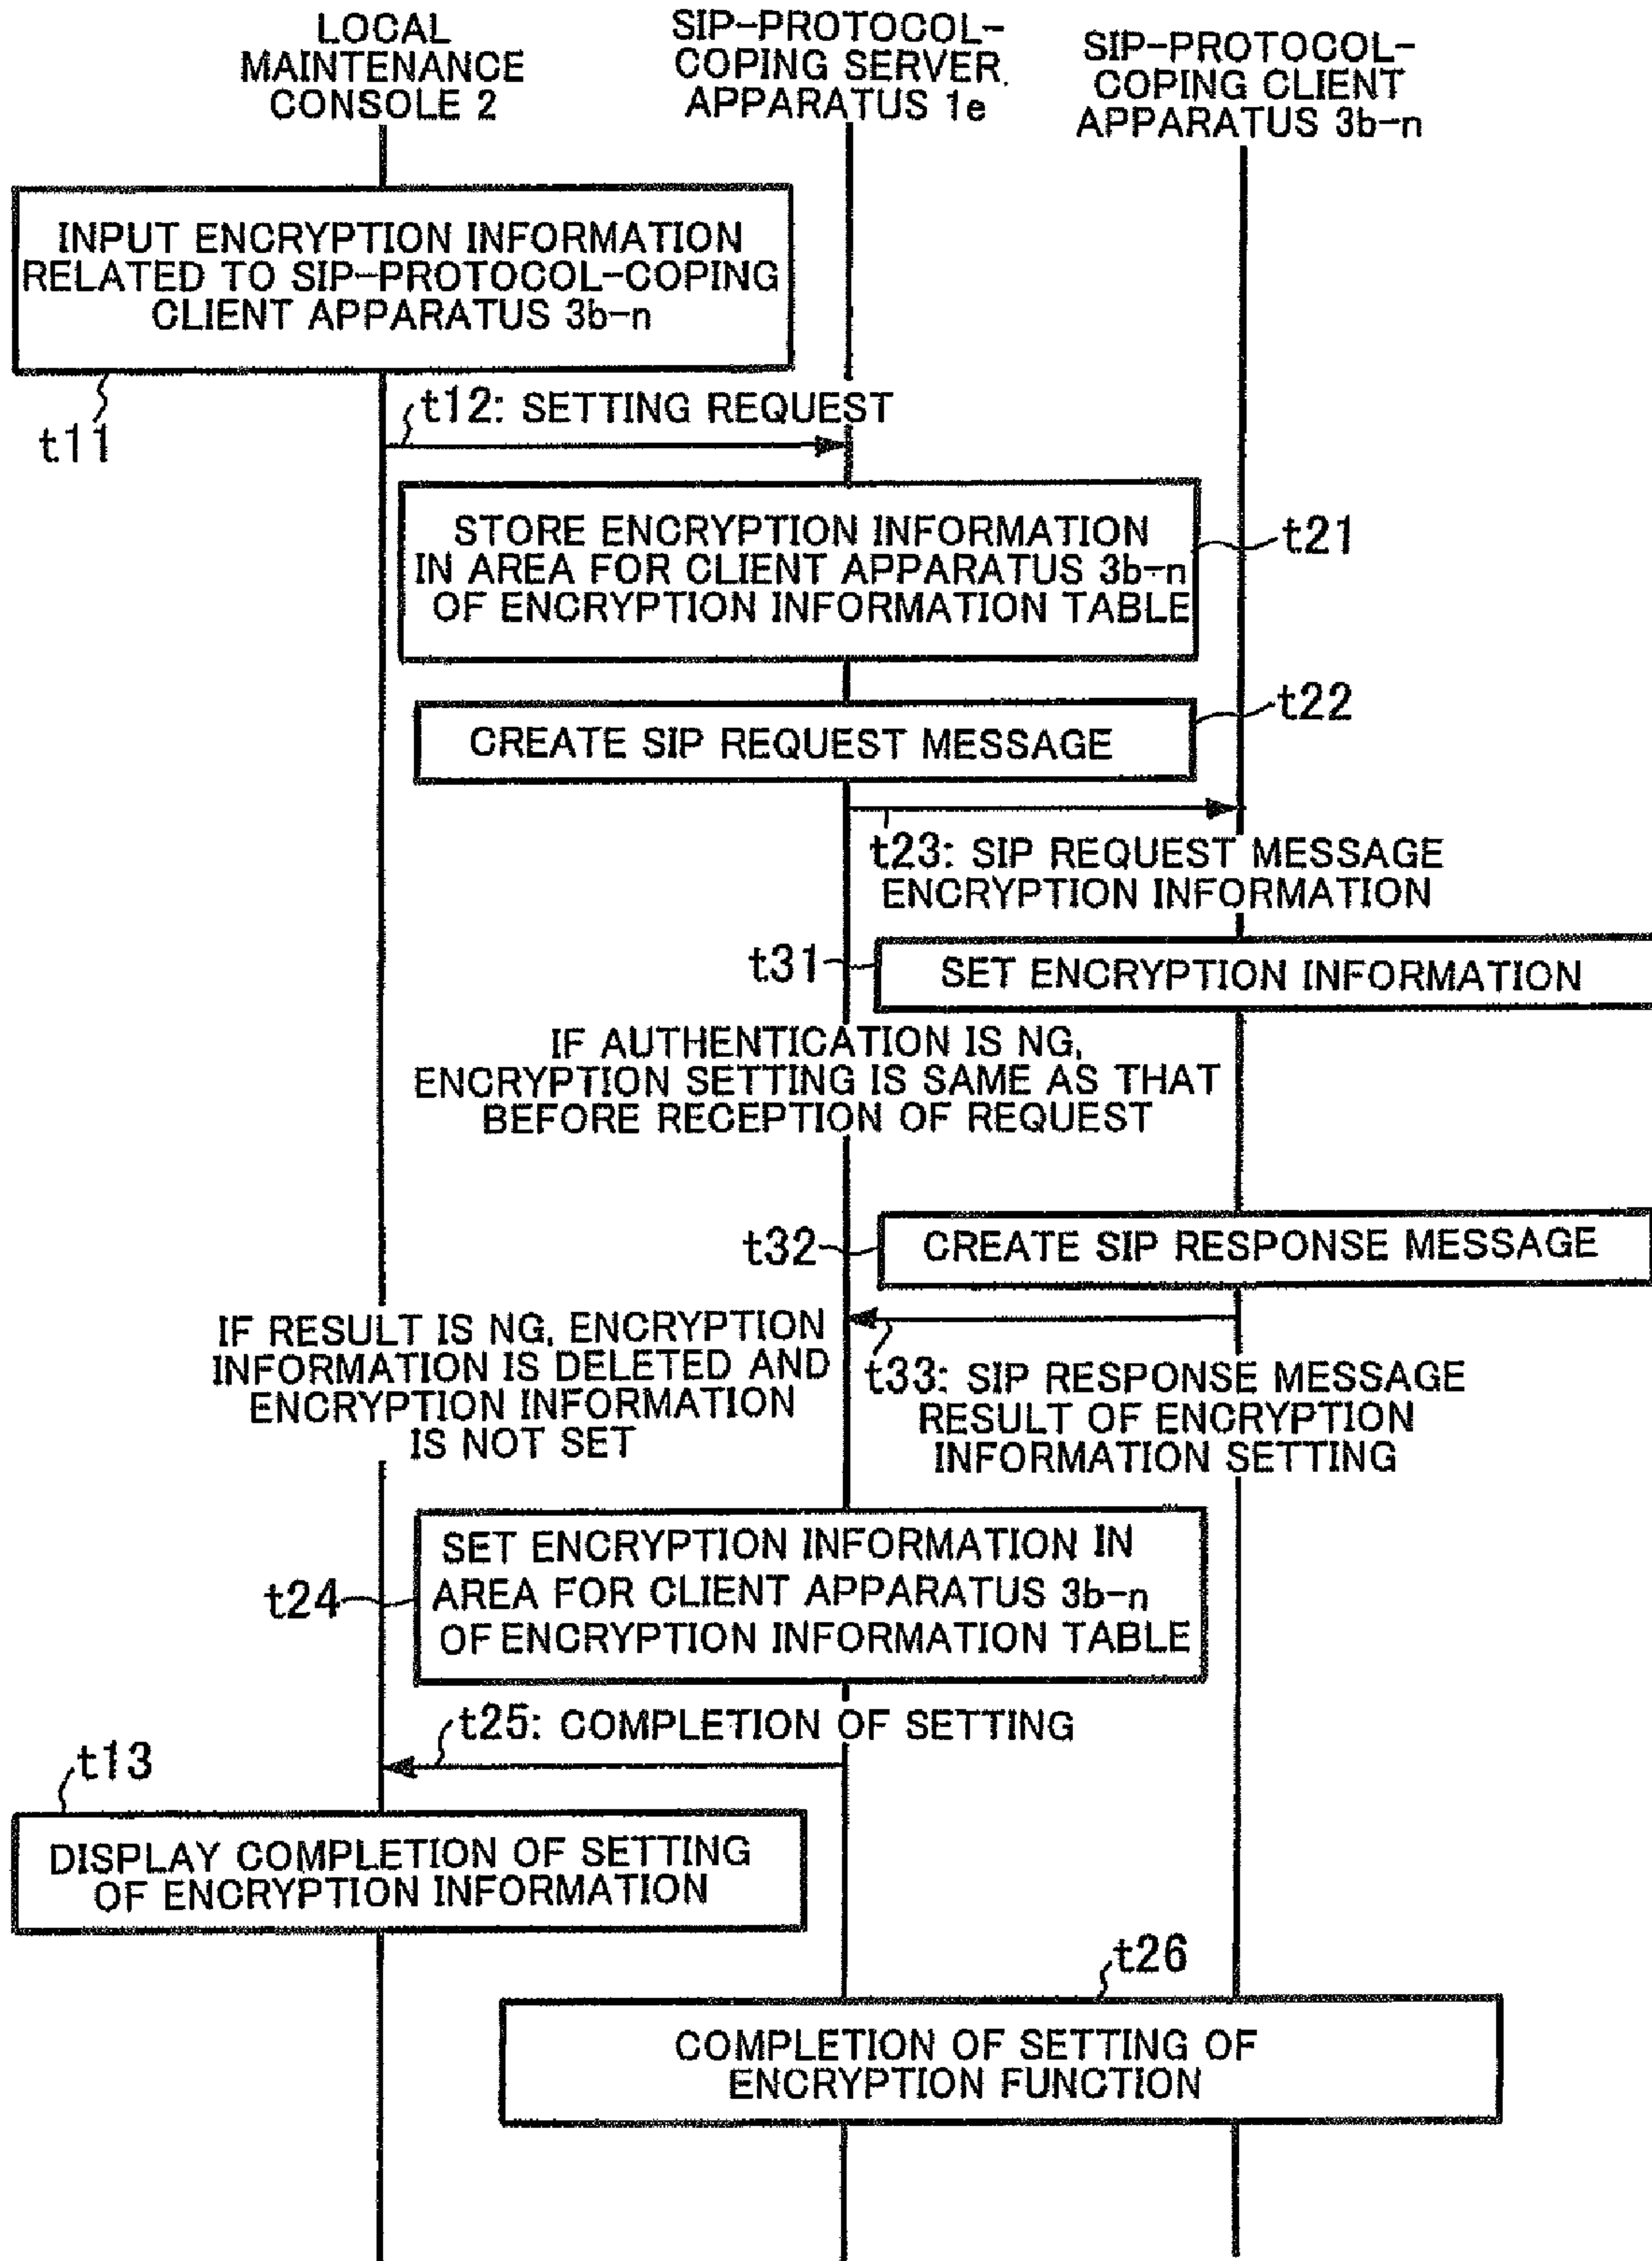 LOCAL
MAINTENANCE
CONSOLE 2
SIP-PROTOCOL-
COPING SERVER
APPARATUS 1e
SIP-PROTOCOL-
COPING CLIENT
APPARATUS 3b-n
INPUT ENCRYPTION INFORMATION
RELATED TO SIP-PROTOCOL-COPING
CLIENT APPARATUS 3b-n
t11
t12: SETTING REQUEST
STORE ENCRYPTION INFORMATION
IN AREA FOR CLIENT APPARATUS 3b-n
OF ENCRYPTION INFORMATION TABLE
t21
CREATE SIP REQUEST MESSAGE
t22
t23: SIP REQUEST MESSAGE
ENCRYPTION INFORMATION
t31
SET ENCRYPTION INFORMATION
IF AUTHENTICATION IS NG,
ENCRYPTION SETTING IS SAME AS THAT
BEFORE RECEPTION OF REQUEST
t32
CREATE SIP RESPONSE MESSAGE
IF RESULT IS NG, ENCRYPTION
INFORMATION IS DELETED AND
ENCRYPTION INFORMATION
IS NOT SET
t33: SIP RESPONSE MESSAGE
RESULT OF ENCRYPTION
INFORMATION SETTING
t24
SET ENCRYPTION INFORMATION IN
AREA FOR CLIENT APPARATUS 3b-n
OF ENCRYPTION INFORMATION TABLE
t25: COMPLETION OF SETTING
t13
DISPLAY COMPLETION OF SETTING
OF ENCRYPTION INFORMATION
t26
COMPLETION OF SETTING OF
ENCRYPTION FUNCTION